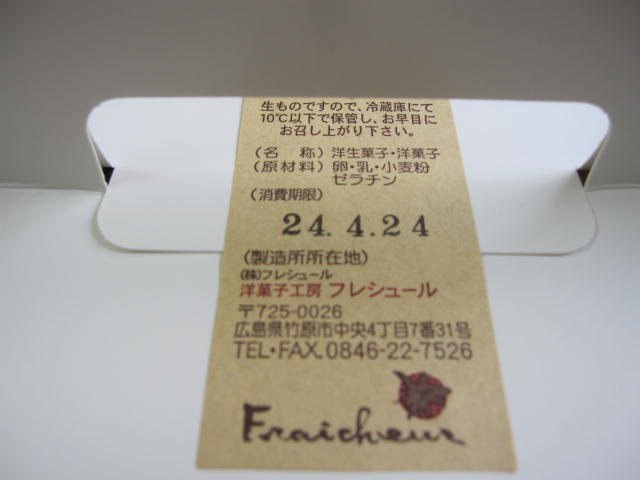 生ものですので、冷蔵庫にて
10℃以下で保管し、お早目に
お召し上がり下さい。
(名 称) 洋生菓子・洋菓子
(原材料) 卵・乳・小麦粉
ゼラチン
(消費期限)
24. 4. 24
(製造所所在地)
(株)フレシュール
洋菓子工房 フレシュール
〒725-0026
広島県竹原市中央4丁目7番31号
TEL・FAX. 0846-22-7526
Fraicheur